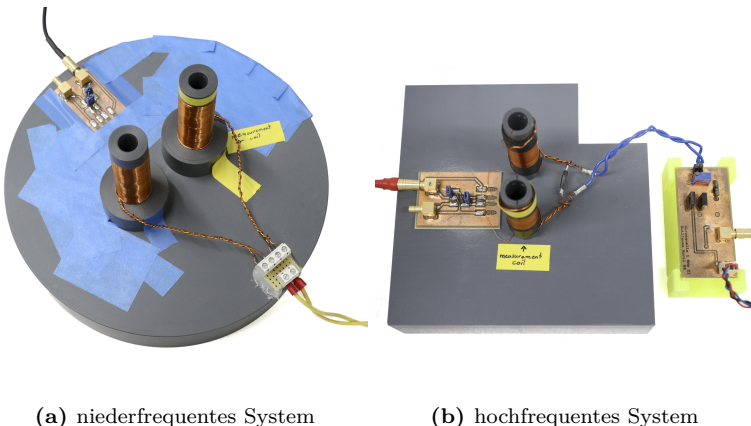 measurement
coil
measurement
coil
(a) niederfrequentes System
(b) hochfrequentes System